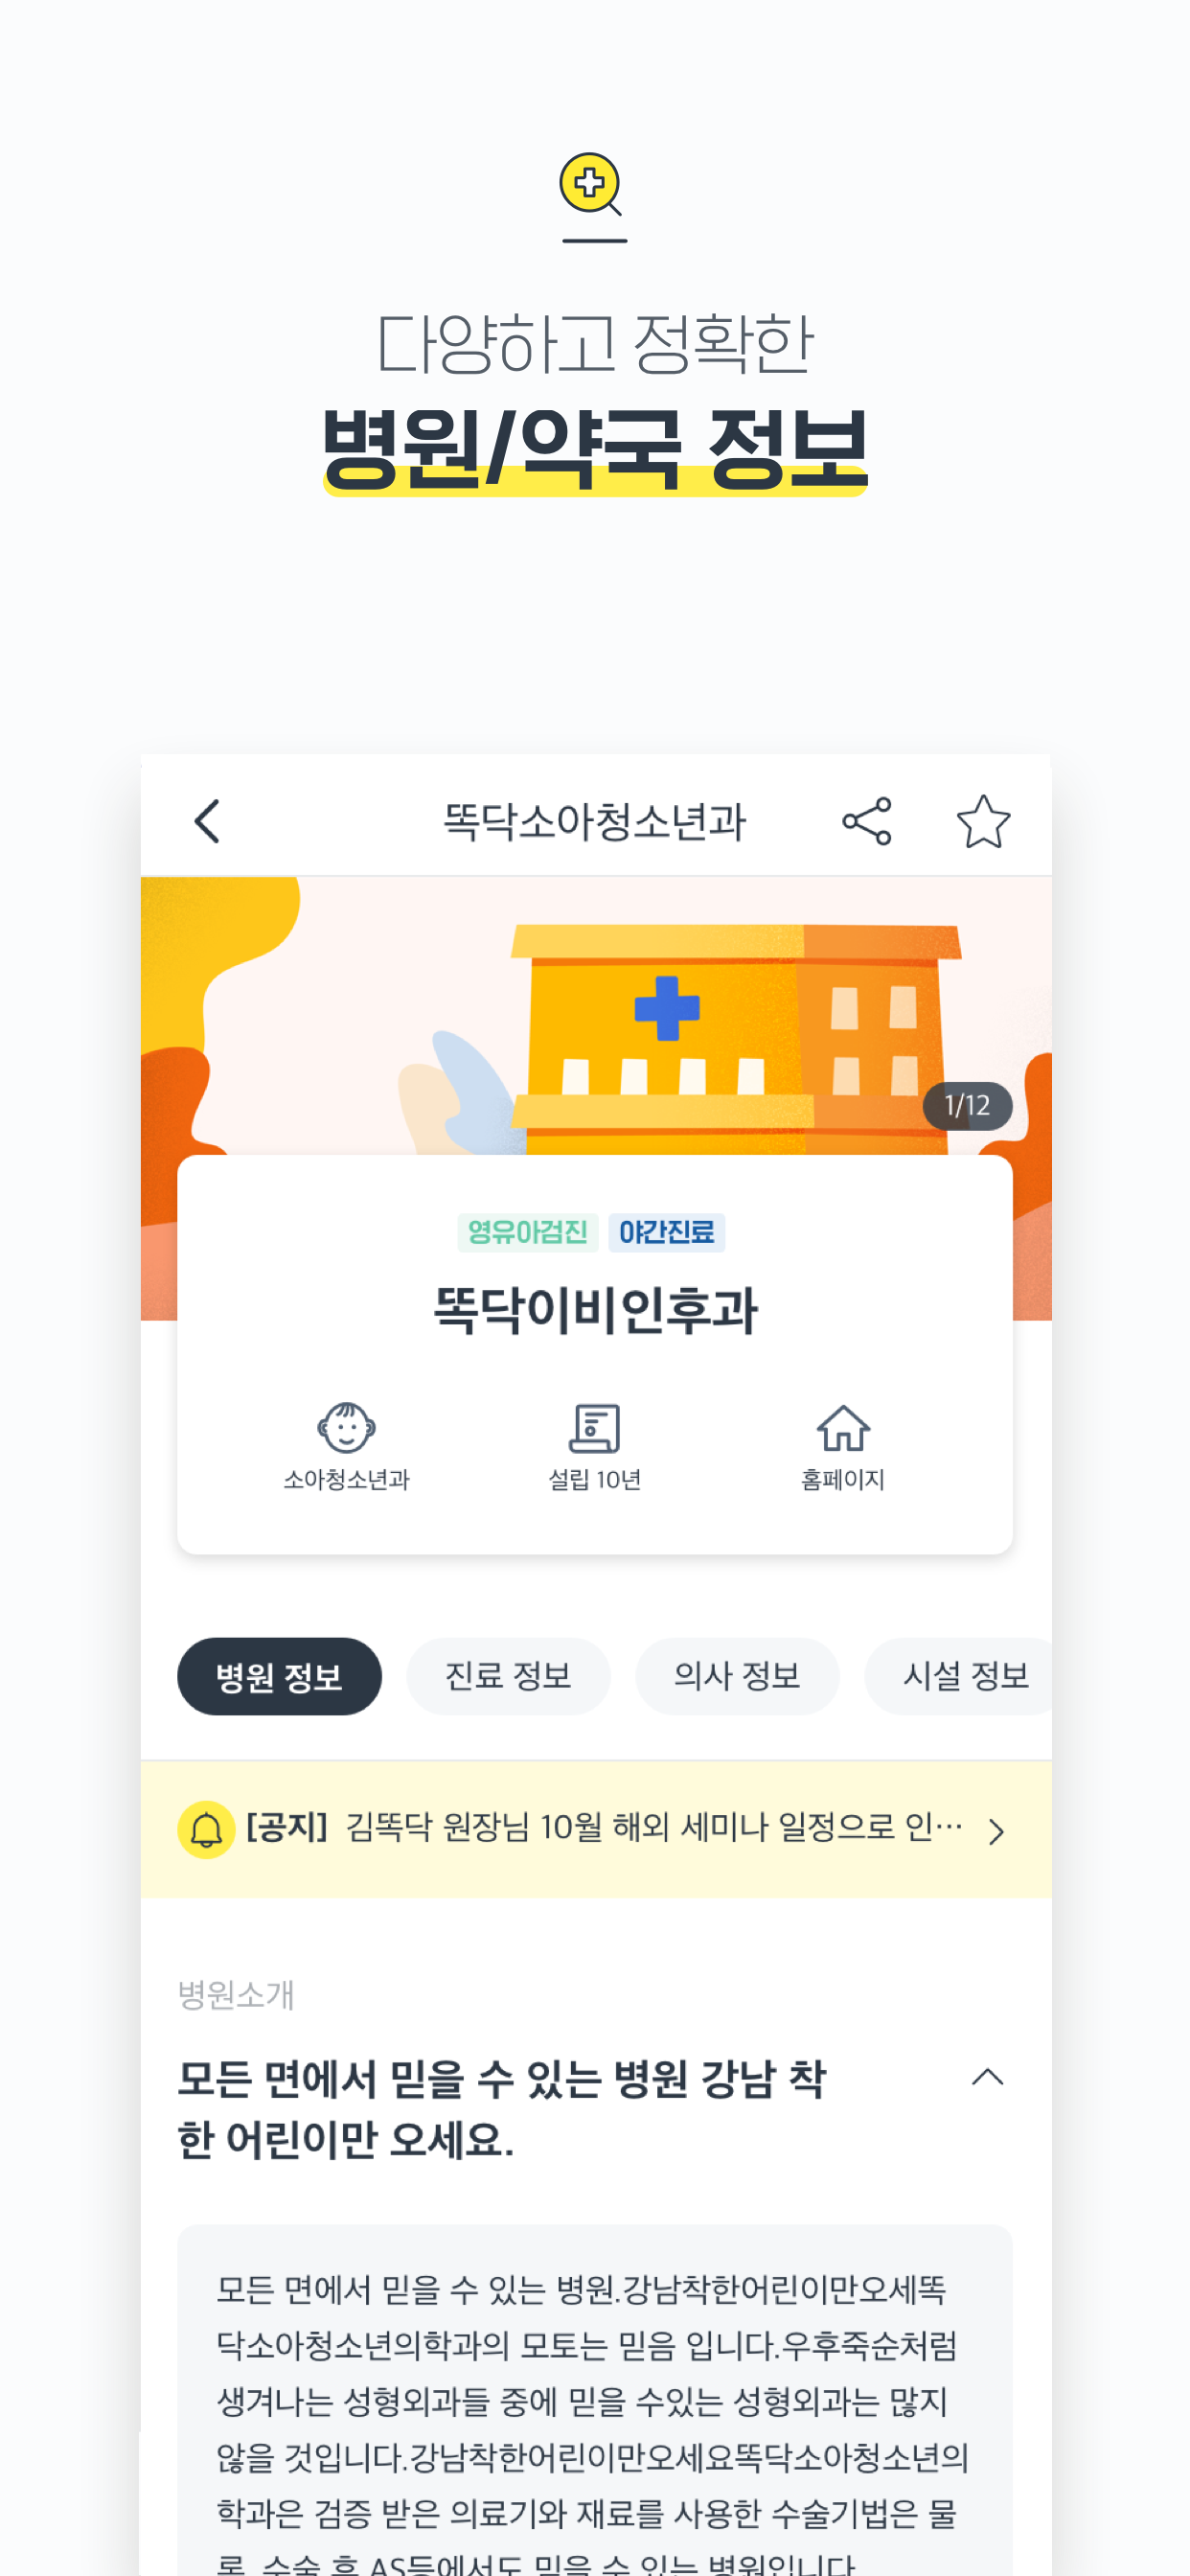 다양하고 정확한
병원/약국 정보
똑닥소아청소년과
1/12
영유아검진 야간진료
똑닥이비인후과
소아청소년과 설립 10년 홈페이지
병원 정보 진료 정보 의사 정보 시설 정보
[공지] 김똑닥 원장님 10월 해외 세미나 일정으로 인…
병원소개
모든 면에서 믿을 수 있는 병원 강남 착
한 어린이만 오세요.
모든 면에서 믿을 수 있는 병원.강남착한어린이만오세똑
닥소아청소년의학과의 모토는 믿음 입니다.우후죽순처럼
생겨나는 성형외과들 중에 믿을 수있는 성형외과는 많지
않을 것입니다.강남착한어린이만오세요똑닥소아청소년의
학과은 검증 받은 의료기와 재료를 사용한 수술기법은 물
론, 수술 후 AS등에서도 믿을 수 있는 병원입니다